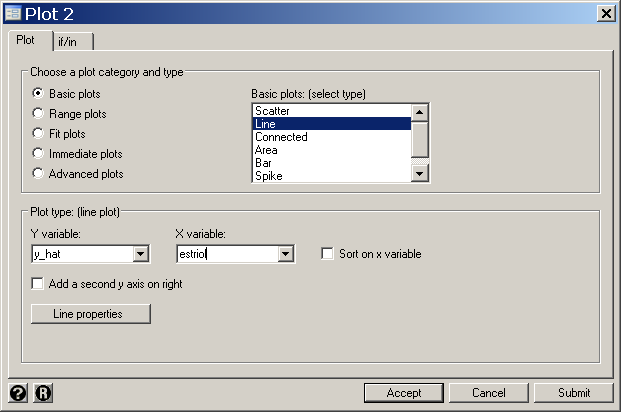 Plot 2
Plot if/in
Choose a plot category and type
Basic plots
Range plots
Fit plots
Immediate plots
Advanced plots
Basic plots: (select type)
Scatter
Line
Connected
Area
Bar
Spike
Plot type: (line plot)
Y variable: X variable:
y_hat estriol Sort on x variable
Add a second y axis on right
Line properties
? R Accept Cancel Submit